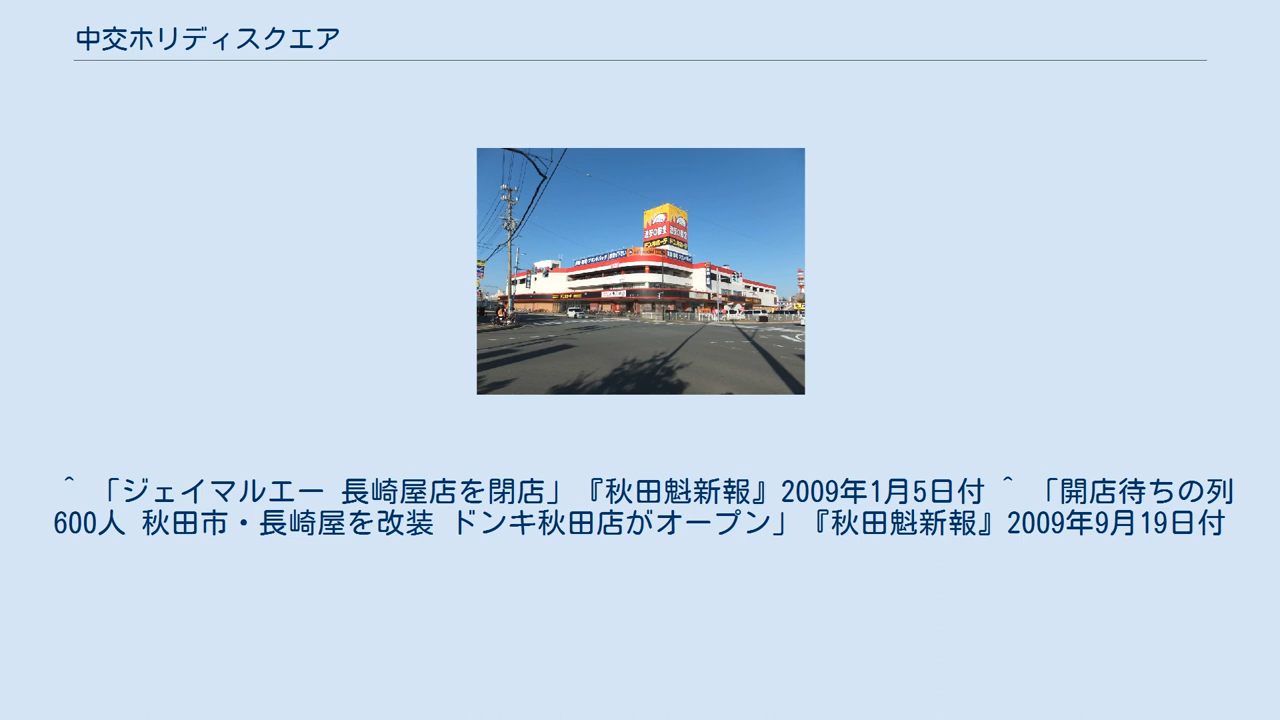 中交ホリディスクエア
^ 「ジェイマルエー 長崎屋店を閉店」『秋田魁新報』2009年1月5日付 ^ 「開店待ちの列
600人 秋田市・長崎屋を改装 ドンキ秋田店がオープン」『秋田魁新報』2009年9月19日付